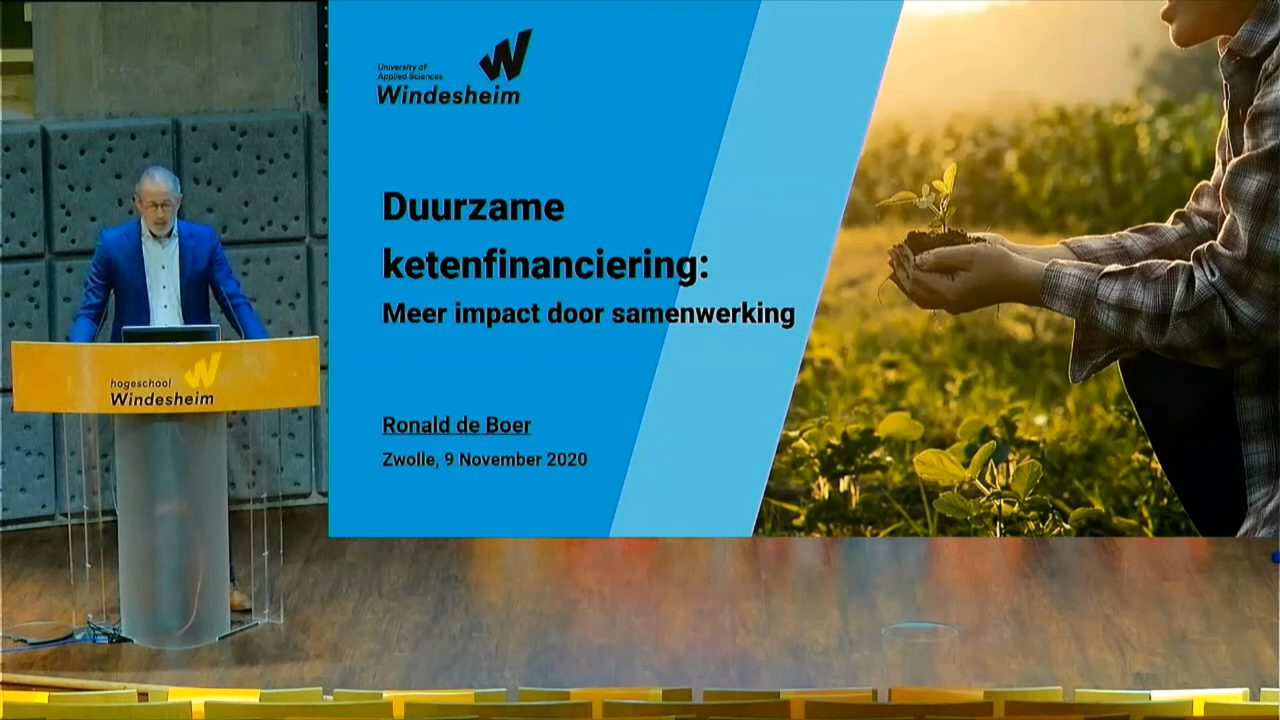 University of
Applied Sciences
Windesheim
Duurzame
ketenfinanciering:
Meer impact door samenwerking
Ronald de Boer
Zwolle, 9 November 2020
hogeschool
Windesheim